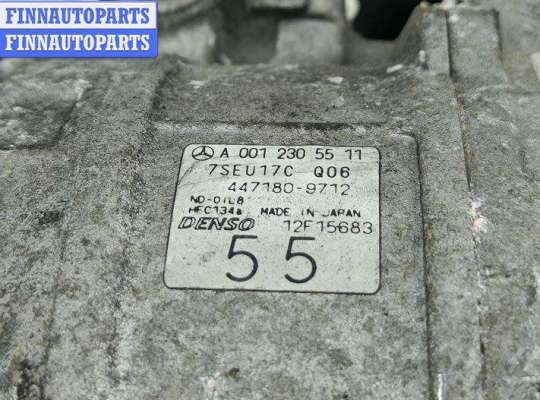 FINNAUTOPARTS
FINNAUTOPARTS
A 001 230 55 11
7SEU17C Q06
447180-9712
ND-OIL8
HFC134a MADE IN JAPAN
DENSO 12F15683
55